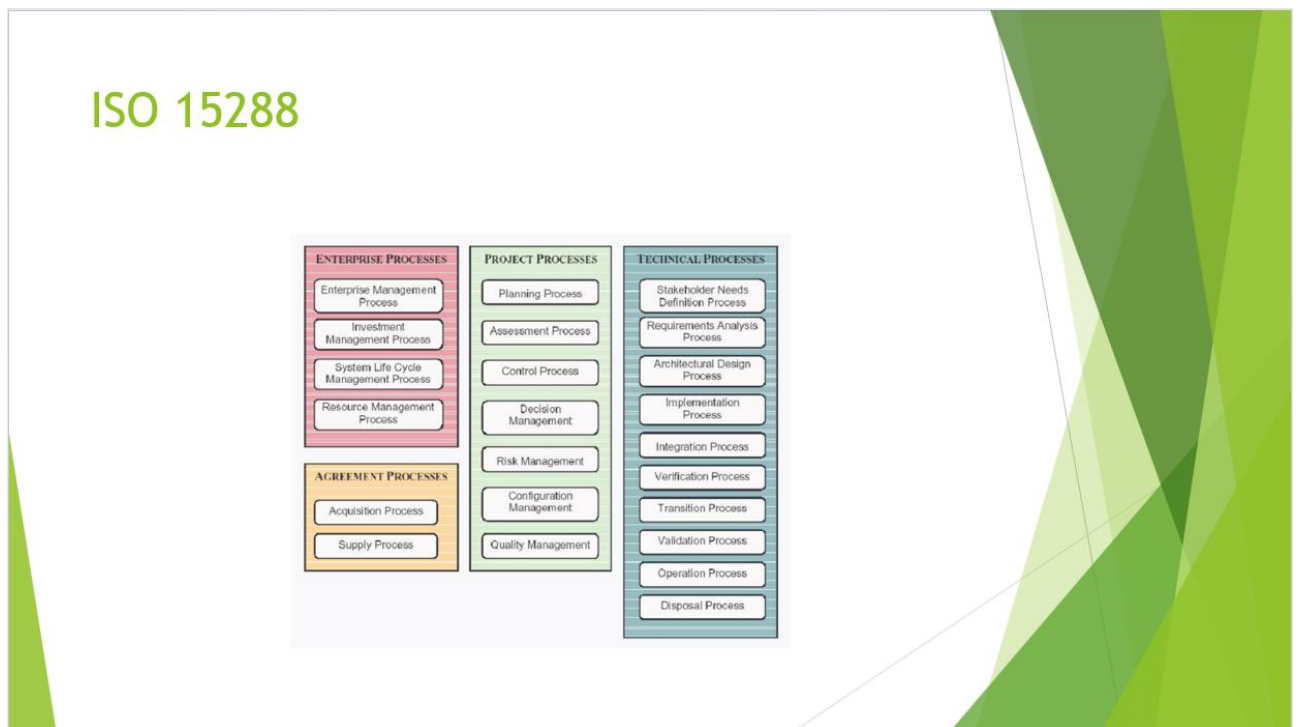 ISO 15288
ENTERPRISE PROCESSES
Enterprise Management
Process
Investment
Management Process
System Life Cycle
Management Process
Resource Management
Process
AGREEMENT PROCESSES
Acquisition Process
Supply Process
PROJECT PROCESSES
Planning Process
Assessment Process
Control Process
Decision
Management
Risk Management
Configuration
Management
Quality Management
TECHNICAL PROCESSES
Stakeholder Needs
Definition Process
Requirements Analysis
Process
Architectural Design
Process
Implementation
Process
Integration Process
Verification Process
Transition Process
Validation Process
Operation Process
Disposal Process